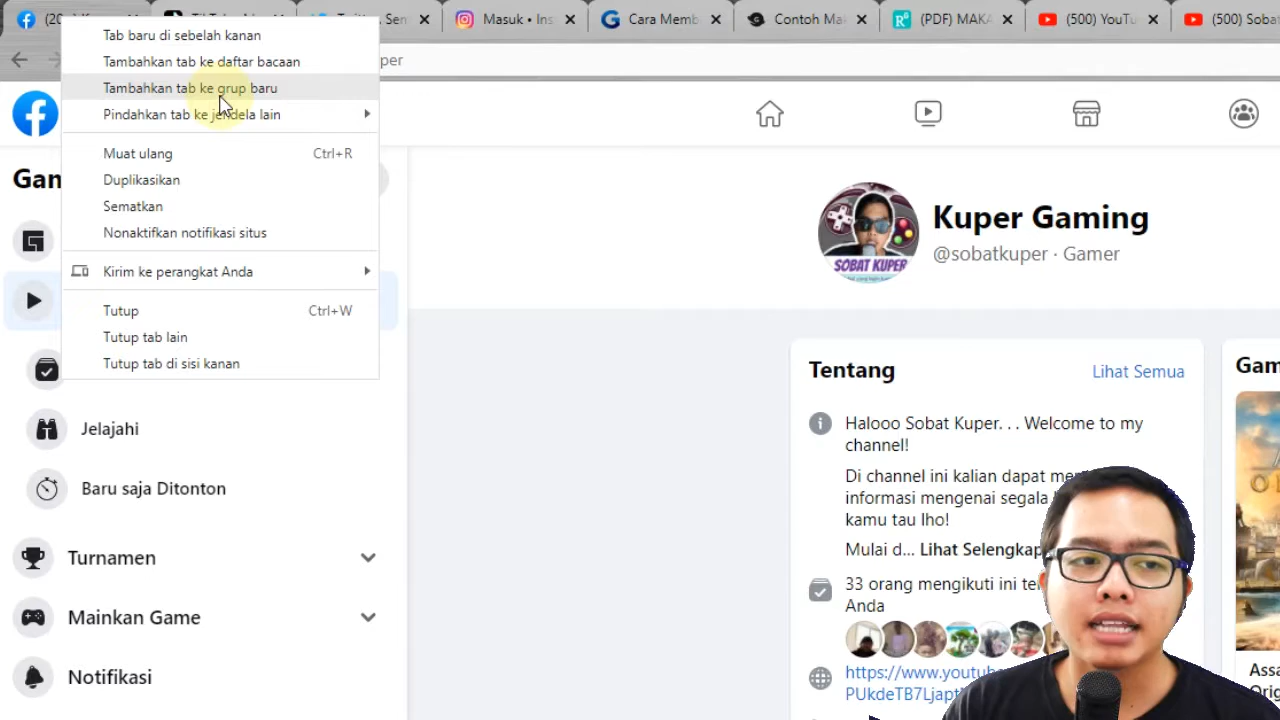 (20
Masuk • Ins
Cara Memb
Contoh Ma
(PDF) MAKA
(500) YouTu
(500) Soba
Tab baru di sebelah kanan
Tambahkan tab ke daftar bacaan
Tambahkan tab ke grup baru
Pindahkan tab ke jendela lain
Muat ulang Ctrl+R
Duplikasikan
Sematkan
Nonaktifkan notifikasi situs
Kirim ke perangkat Anda
Tutup Ctrl+W
Tutup tab lain
Tutup tab di sisi kanan
per
Gan
Jelajahi
Baru saja Ditonton
Turnamen
Mainkan Game
Notifikasi
SOBAT KUPER
Kuper Gaming
@sobatkuper · Gamer
Tentang Lihat Semua
Halooo Sobat Kuper. . . Welcome to my
channel!
Di channel ini kalian dapat me
informasi mengenai segala
kamu tau lho!
Mulai d... Lihat Selengkap
33 orang mengikuti ini te
Anda
https://www.youtub
PUkdeTB7Ljapt
Gam
Assa
Orig